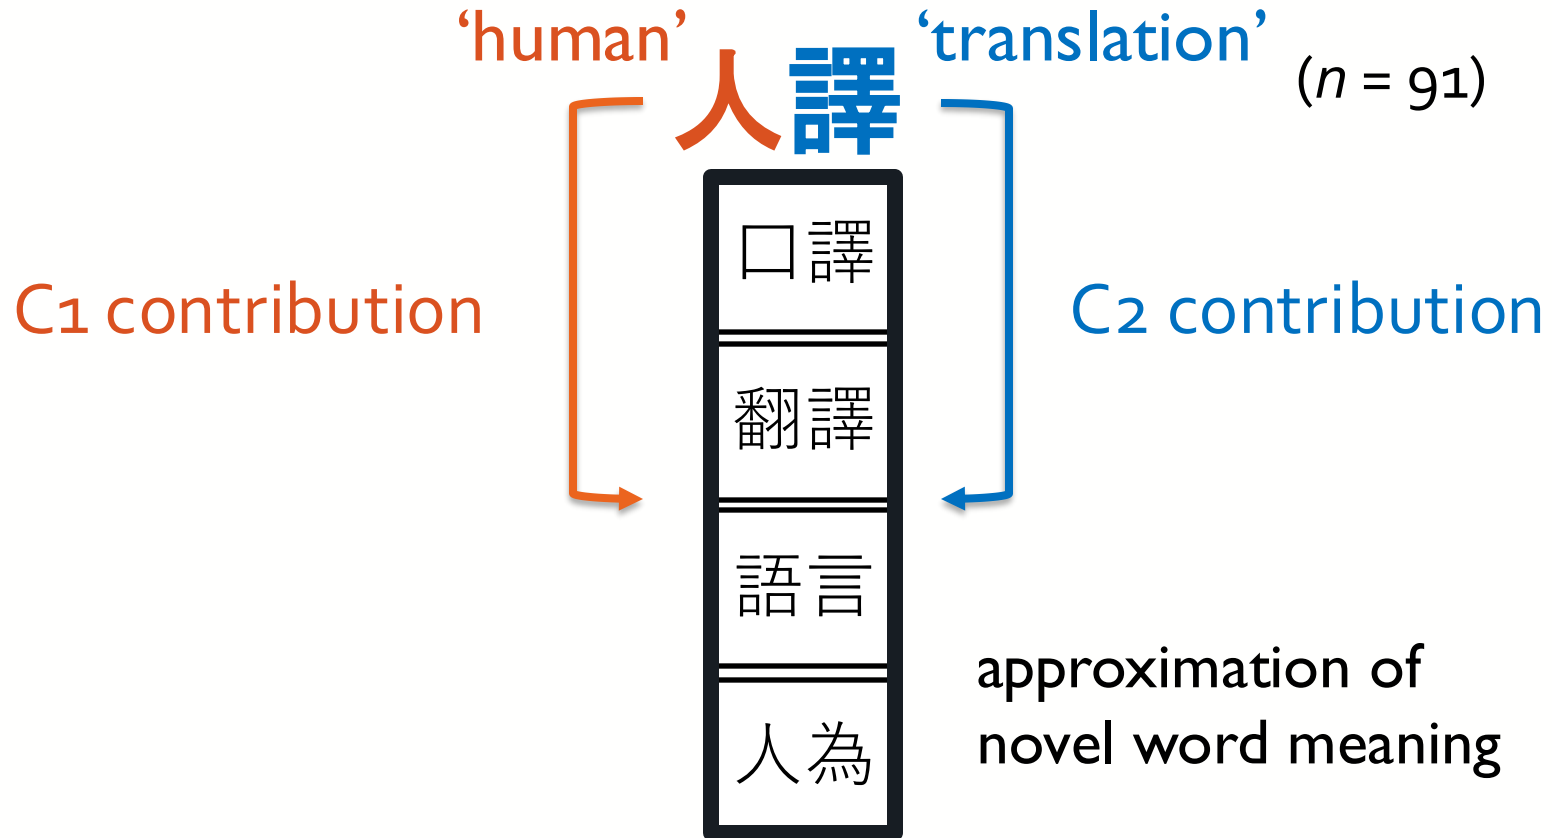 ‘human’
人譯
‘translation’
(n = 91)
口譯
C1 contribution
C2 contribution
翻譯
語言
approximation of
novel word meaning
人為